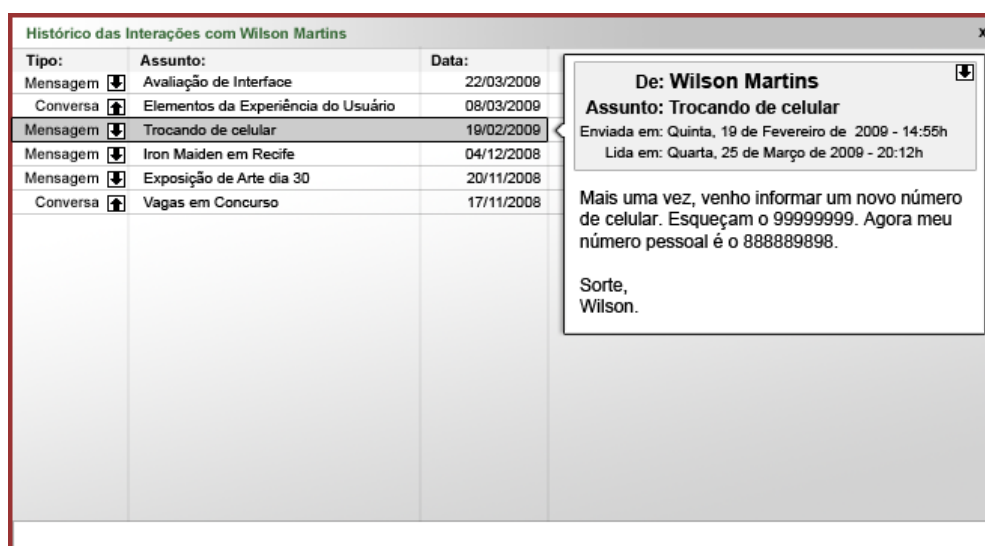 Histórico das Interações com Wilson Martins
x
Tipo: Assunto: Data:
Mensagem Avaliação de Interface 22/03/2009
Conversa Elementos da Experiência do Usuário 08/03/2009
Mensagem Trocando de celular 19/02/2009
Mensagem Iron Maiden em Recife 04/12/2008
Mensagem Exposição de Arte dia 30 20/11/2008
Conversa Vagas em Concurso 17/11/2008
De: Wilson Martins
Assunto: Trocando de celular
Enviada em: Quinta, 19 de Fevereiro de 2009 - 14:55h
Lida em: Quarta, 25 de Março de 2009 - 20:12h
Mais uma vez, venho informar um novo número
de celular. Esqueçam o 99999999. Agora meu
número pessoal é o 888889898.
Sorte,
Wilson.